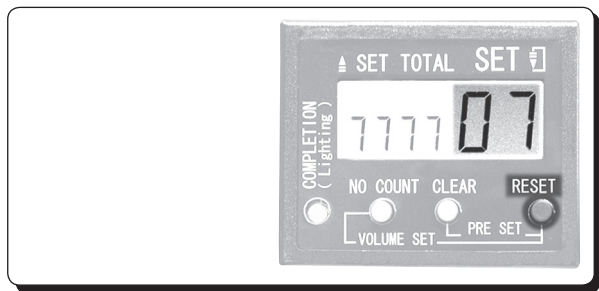 SET TOTAL SET
7777 07
COMPLETION
(Lighting)
NO COUNT CLEAR RESET
VOLUME SET PRE SET